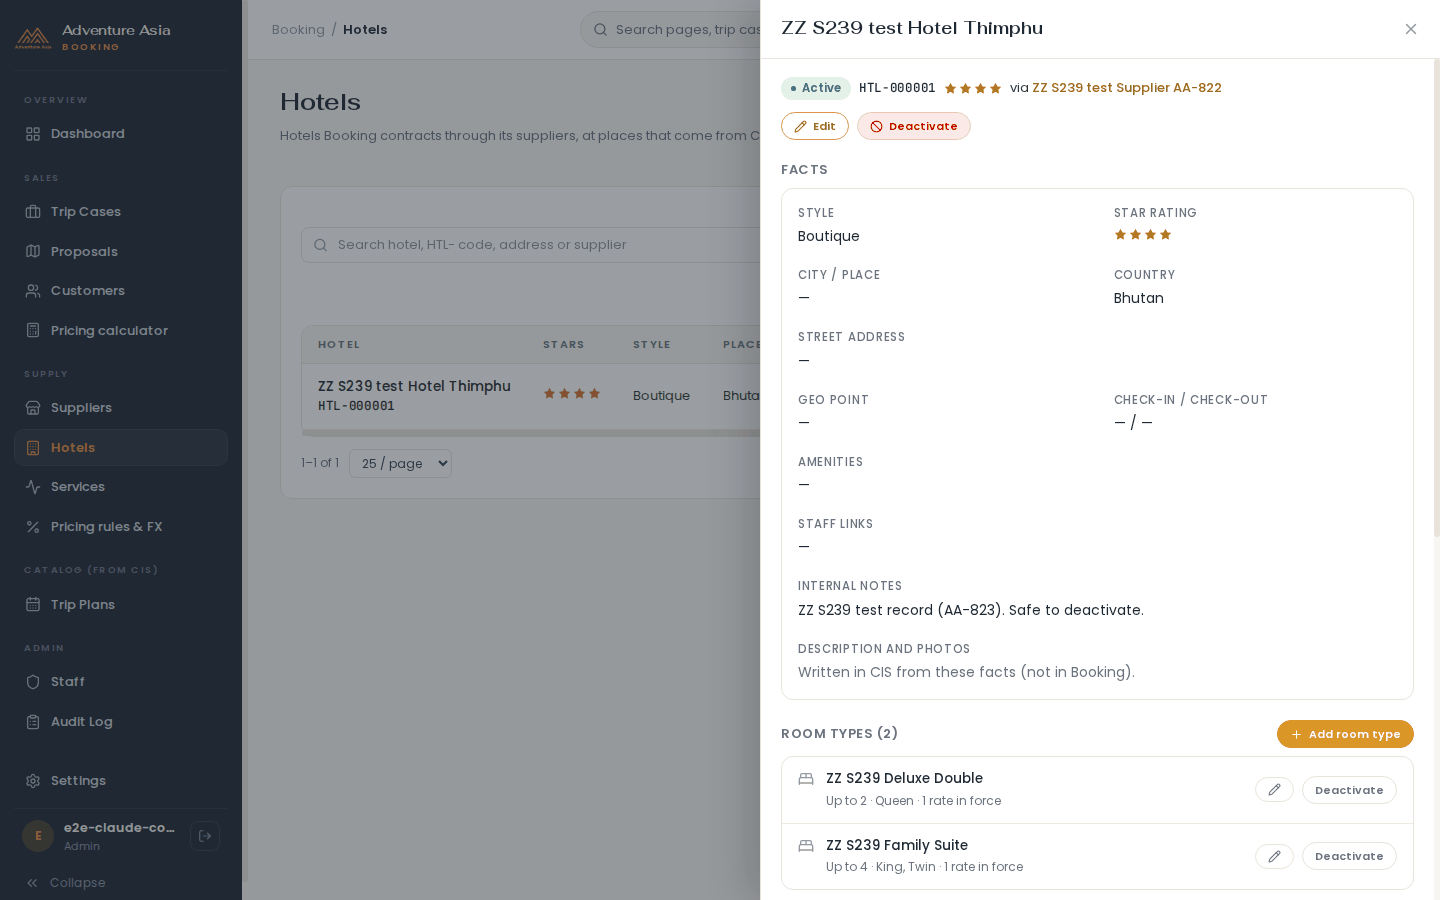 Adventure Asia
BOOKING
OVERVIEW
Dashboard
SALES
Trip Cases
Proposals
Customers
Pricing calculator
SUPPLY
Suppliers
Hotels
Services
Pricing rules & FX
CATALOG (FROM CIS)
Trip Plans
ADMIN
Staff
Audit Log
Settings
E
e2e-claude-co...
Admin
Collapse
Booking / Hotels
Search pages, trip cas
Hotels
Hotels Booking contracts through its suppliers, at places that come from C
Search hotel, HTL- code, address or supplier
HOTEL STARS STYLE PLACE
ZZ S239 test Hotel Thimphu Boutique Bhuta
HTL-000001
1–1 of 1 25 / page
ZZ S239 test Hotel Thimphu
Active HTL-000001 via ZZ S239 test Supplier AA-822
Edit Deactivate
FACTS
STYLE STAR RATING
Boutique
CITY / PLACE COUNTRY
— Bhutan
STREET ADDRESS
—
GEO POINT CHECK-IN / CHECK-OUT
— — / —
AMENITIES
—
STAFF LINKS
—
INTERNAL NOTES
ZZ S239 test record (AA-823). Safe to deactivate.
DESCRIPTION AND PHOTOS
Written in CIS from these facts (not in Booking).
ROOM TYPES (2) + Add room type
ZZ S239 Deluxe Double
Up to 2 · Queen · 1 rate in force
Deactivate
ZZ S239 Family Suite
Up to 4 · King, Twin · 1 rate in force
Deactivate